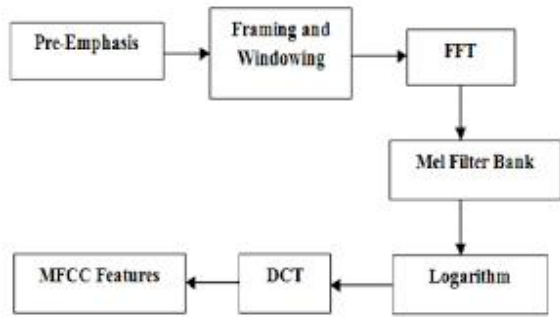 Pre-Emphasis
Framing and
Windowing
FFT
Mel Filter Bank
Logarithm
DCT
MFCC Features